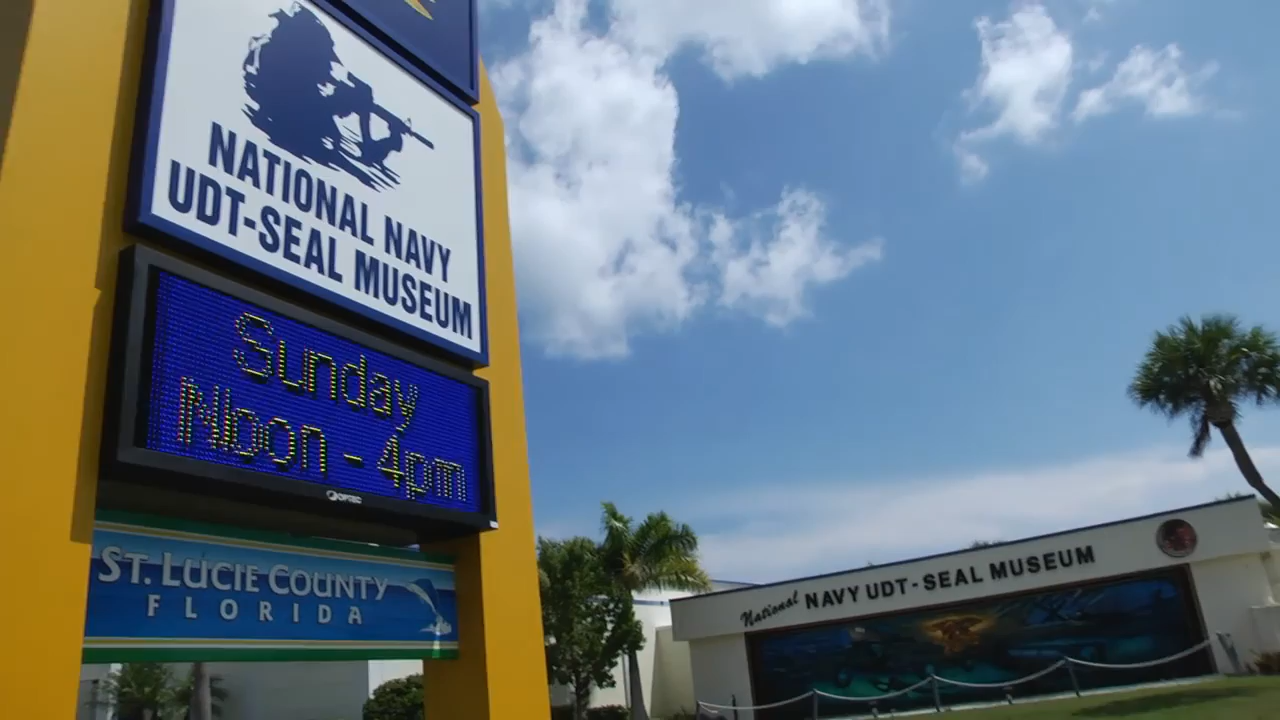 NATIONAL NAVY
UDT-SEAL MUSEUM
Sunday
Noon - 4pm
OPTEC
ST. LUCIE COUNTY
FLORIDA
National NAVY UDT-SEAL MUSEUM